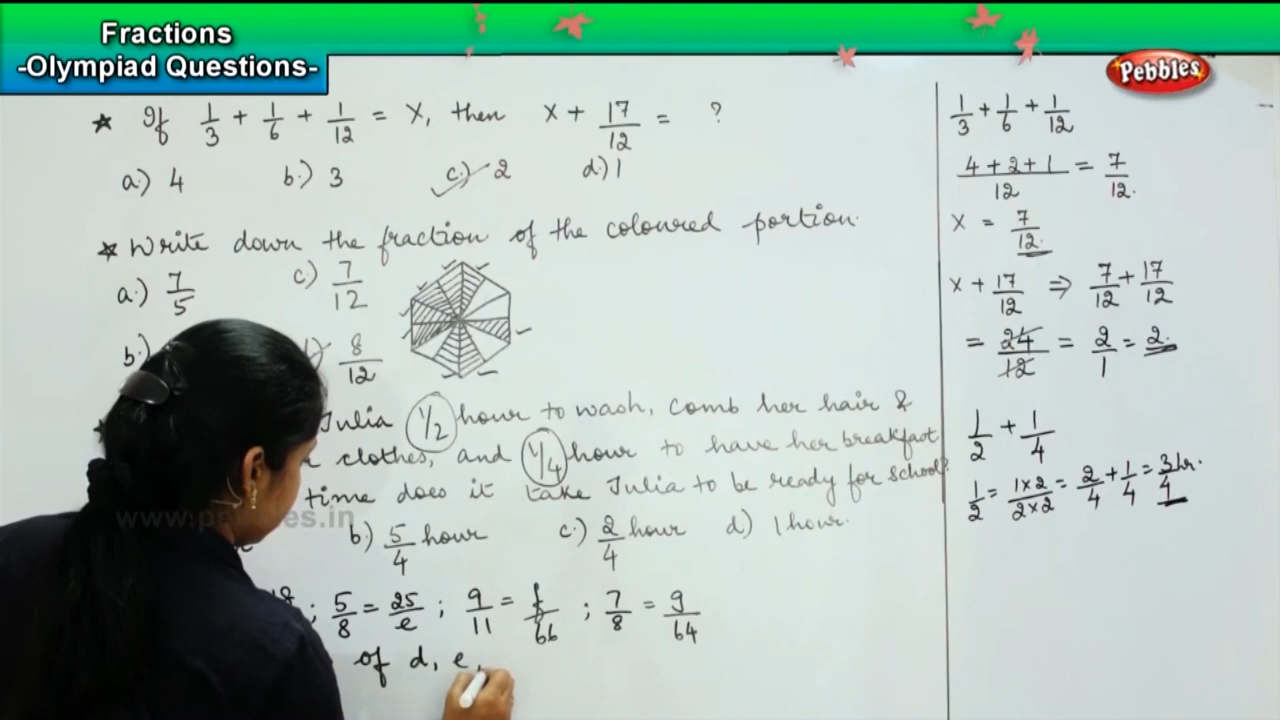 Fractions
-Olympiad Questions-
Pebbles
★ If 1/3 + 1/6 + 1/12 = x, then x + 17/12 = ?
a.) 4 b.) 3 c.) 2 d.) 1
★ Write down the fraction of the coloured portion.
a.) 7/5 c.) 7/12
b.) 8/12
Julia 1/2 hour to wash, comb her hair &
clothes, and 1/4 hour to have her breakfast
time does it take Julia to be ready for school?
b.) 5/4 hour c.) 2/4 hour d) 1 hour.
; 5/8 = 25/e ; 9/11 = f/66 ; 7/8 = g/64
of d, e,
www.pebbles.in
1/3 + 1/6 + 1/12
4 + 2 + 1/12 = 7/12.
x = 7/12.
x + 17/12 ⇒ 7/12 + 17/12
= 24/12 = 2/1 = 2.
1/2 + 1/4
1/2 = 1×2/2×2 = 2/4 + 1/4 = 3/4 hr.